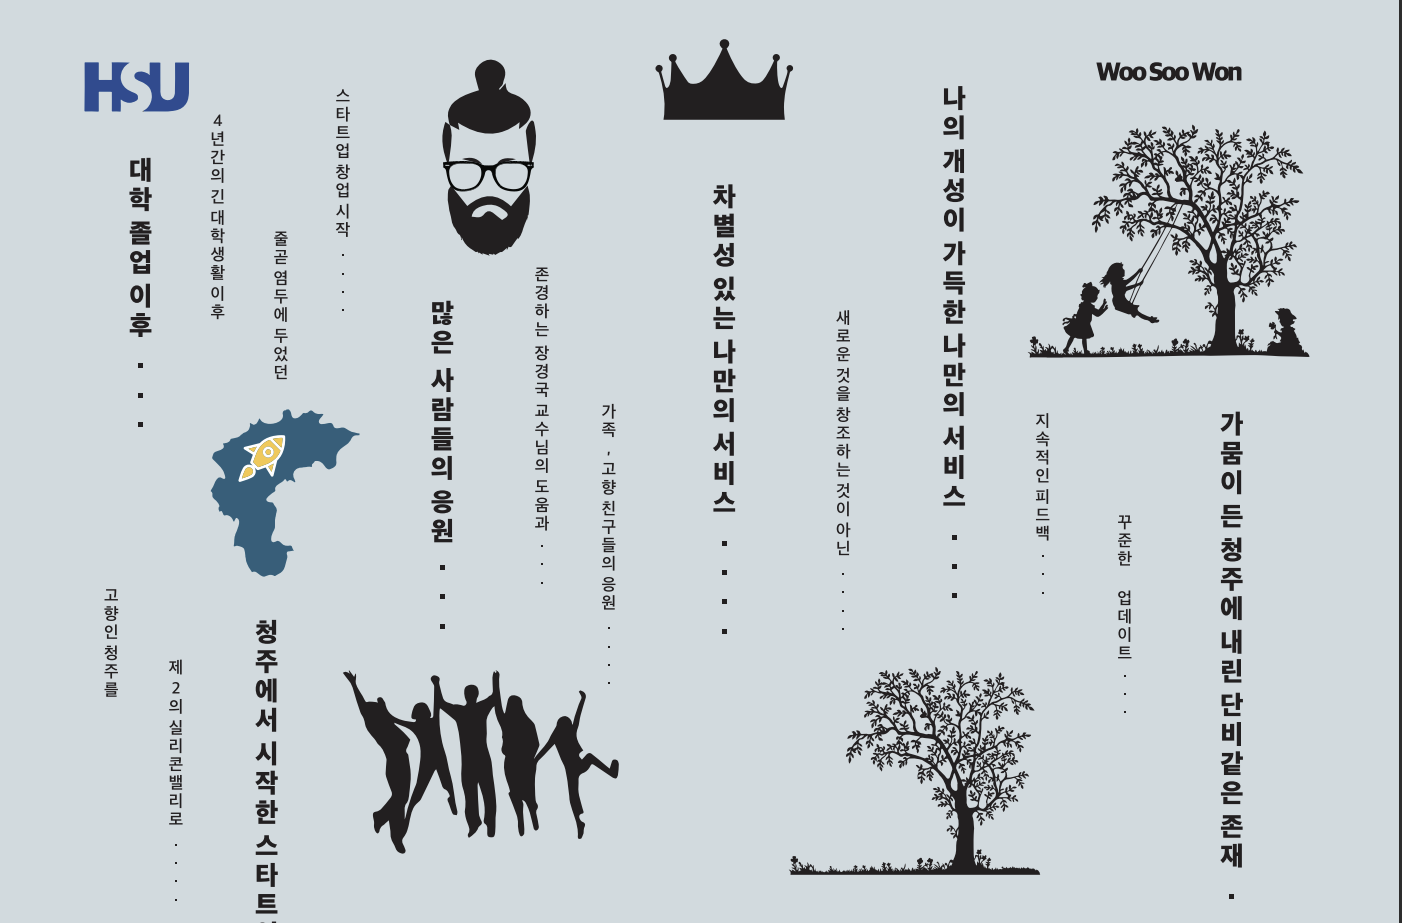 HSU
대학 졸업 이후 . . .
4년간의 긴 대학생활 이후
줄곧 염두에 두었던
스타트업 창업 시작 . . . .
고향인 청주를
제 2의 실리콘밸리로 . . . .
청주에서 시작한 스타트
많은 사람들의 응원 . . .
존경하는 장경국 교수님의 도움과 . . .
가족 , 고향친구들의 응원 . . . .
차별성 있는 나만의 서비스 . . . .
새로운 것을 창조하는 것이 아닌 . . . .
나의 개성이 가득한 나만의 서비스 . . .
지속적인 피드백 . . .
꾸준한 업데이트 . . .
Woo Soo Won
가뭄이 든 청주에 내린 단비같은 존재 .